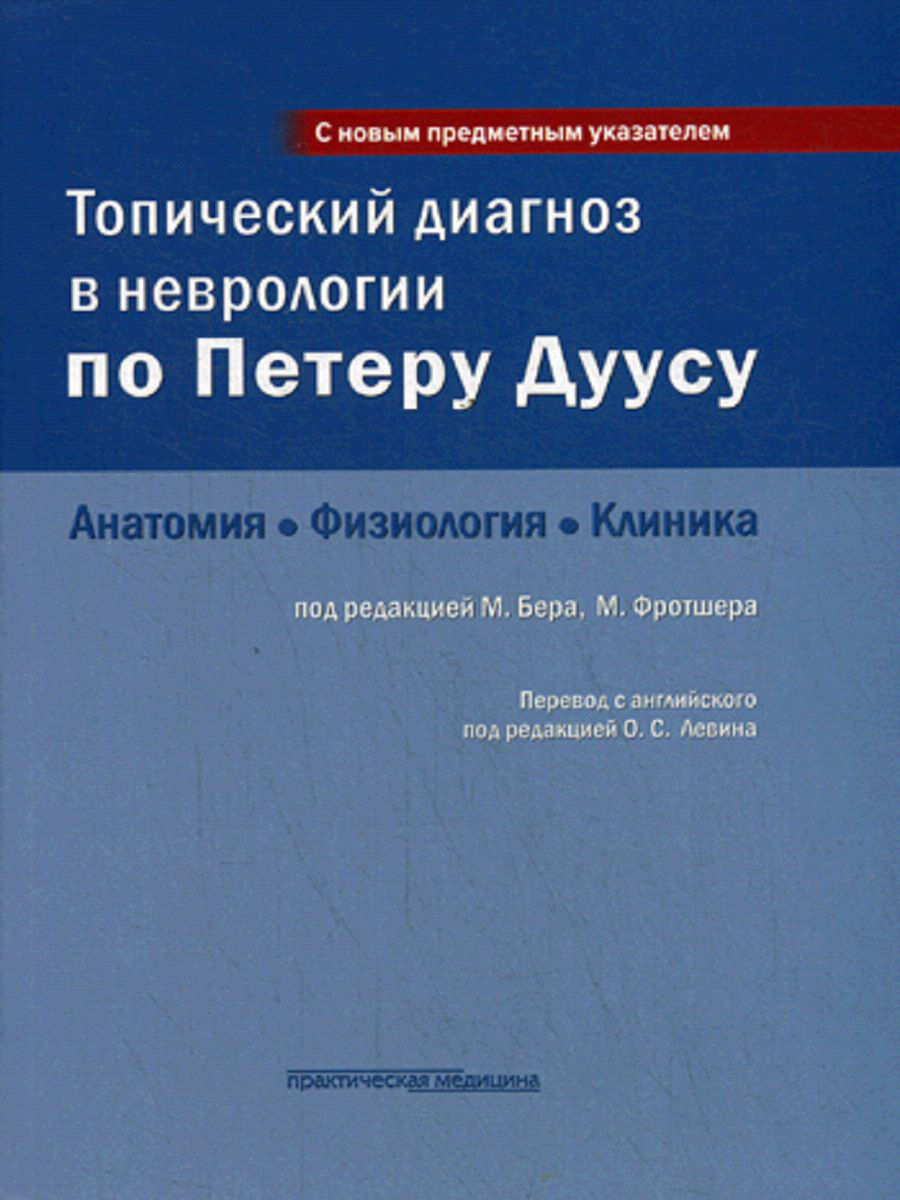 С новым предметным указателем
Топический диагноз
в неврологии
по Петеру Дуусу
Анатомия • Физиология • Клиника
под редакцией М. Бера, М. Фротшера
Перевод с английского
под редакцией О. С. Левина
практическая медицина